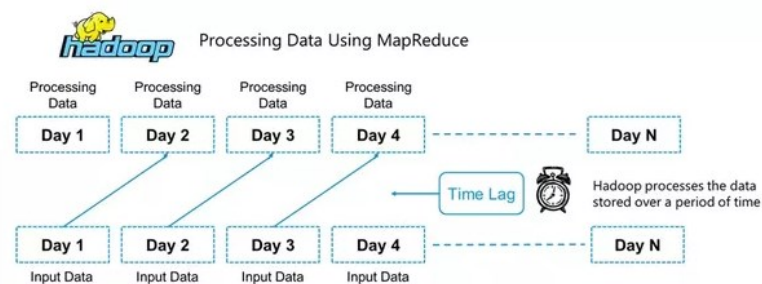 hadoop
Processing Data Using MapReduce
Processing
Data
Processing
Data
Processing
Data
Processing
Data
Day 1
Day 2
Day 3
Day 4
Day N
Time Lag
Hadoop processes the data
stored over a period of time
Day 1
Day 2
Day 3
Day 4
Day N
Input Data
Input Data
Input Data
Input Data